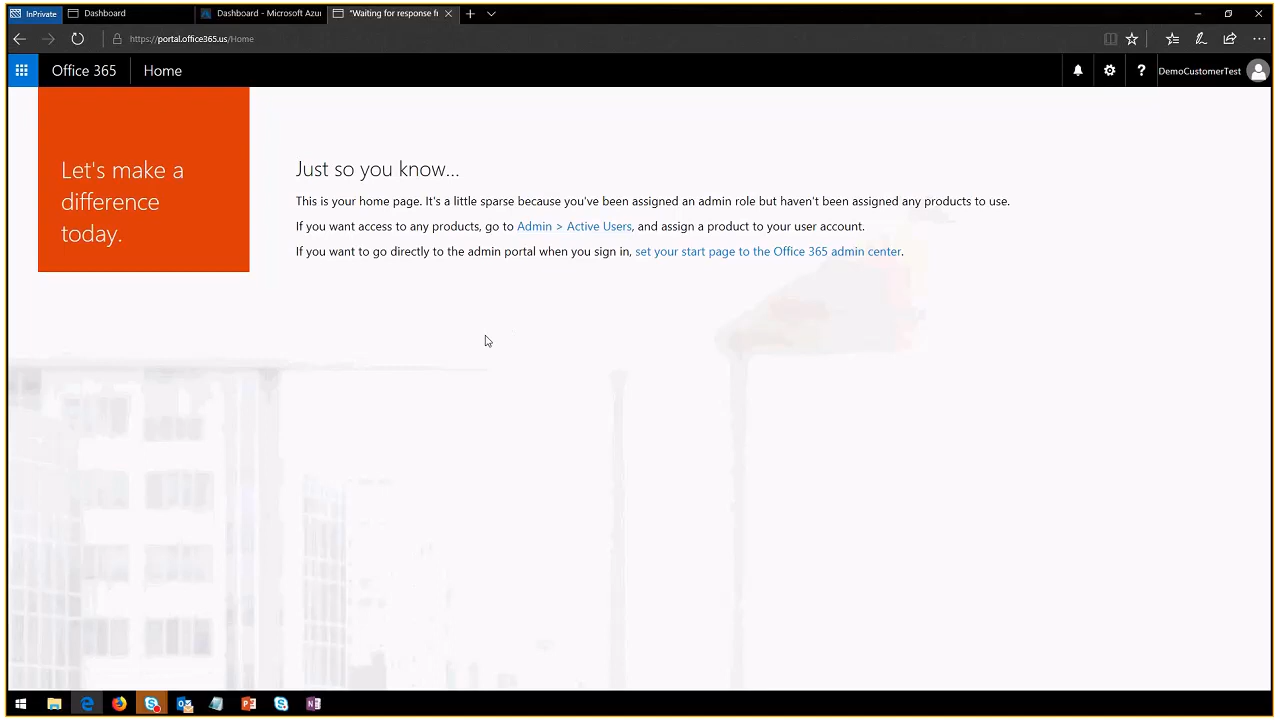 InPrivate
Dashboard
Dashboard - Microsoft Azur
"Waiting for response fr
https://portal.office365.us/Home
Office 365
Home
DemoCustomerTest
Let's make a
difference
today.
Just so you know...
This is your home page. It's a little sparse because you've been assigned an admin role but haven't been assigned any products to use.
If you want access to any products, go to Admin > Active Users, and assign a product to your user account.
If you want to go directly to the admin portal when you sign in, set your start page to the Office 365 admin center.